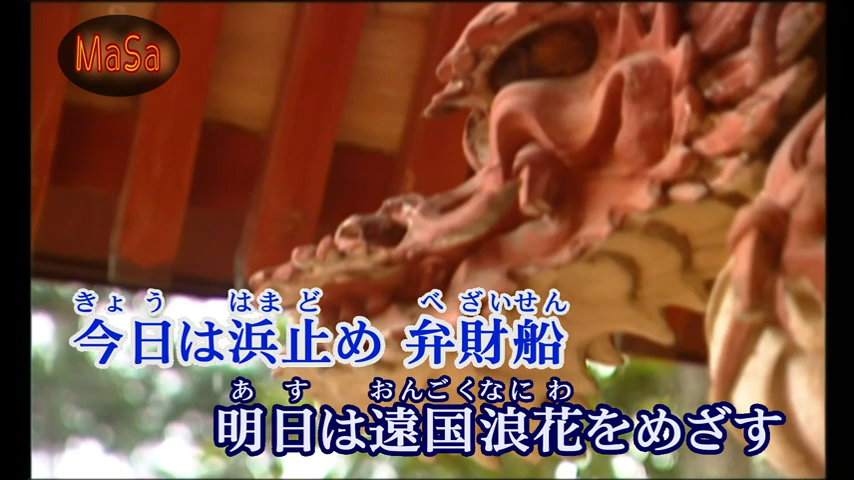 MaSa
きょう はまど べざいせん
今日は浜止め 弁財船
あす おんごくなにわ
明日は遠国浪花をめざす